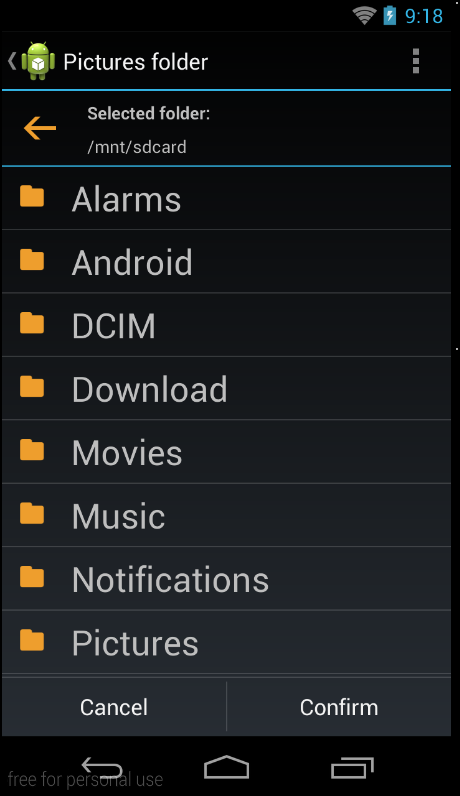 9:18
Pictures folder
Selected folder:
/mnt/sdcard
Alarms
Android
DCIM
Download
Movies
Music
Notifications
Pictures
Cancel Confirm
free for personal use